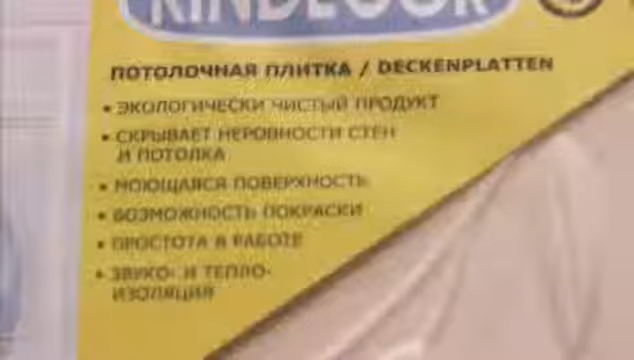 KINDECOR
ПОТОЛОЧНАЯ ПЛИТКА / DECKENPLATTEN
• ЭКОЛОГИЧЕСКИ ЧИСТЫЙ ПРОДУКТ
• СКРЫВАЕТ НЕРОВНОСТИ СТЕН
И ПОТОЛКА
• МОЮЩАЯСЯ ПОВЕРХНОСТЬ
• ВОЗМОЖНОСТЬ ПОКРАСКИ
• ПРОСТОТА В РАБОТЕ
• ЗВУКО- И ТЕПЛО-
ИЗОЛЯЦИЯ